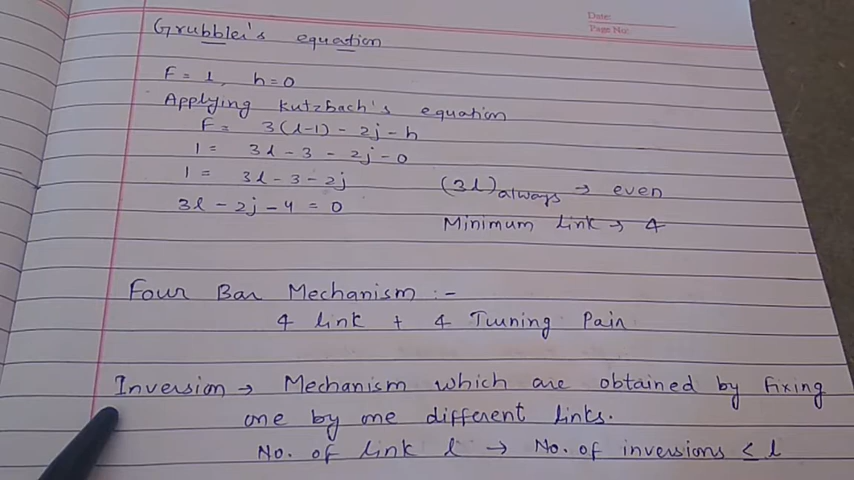 Date:
Page No:
Grubbler's equation
F = 1, h=0
Applying Kutzbach's equation
F = 3(l-1) - 2j - h
1 = 3l - 3 - 2j - 0
1 = 3l - 3 - 2j
(3l) always → even
3l - 2j - 4 = 0
Minimum link → 4
Four Bar Mechanism :-
4 link + 4 Turning Pair
Inversion → Mechanism which are obtained by fixing
one by one different links.
No. of link l → No. of inversions ≤ l